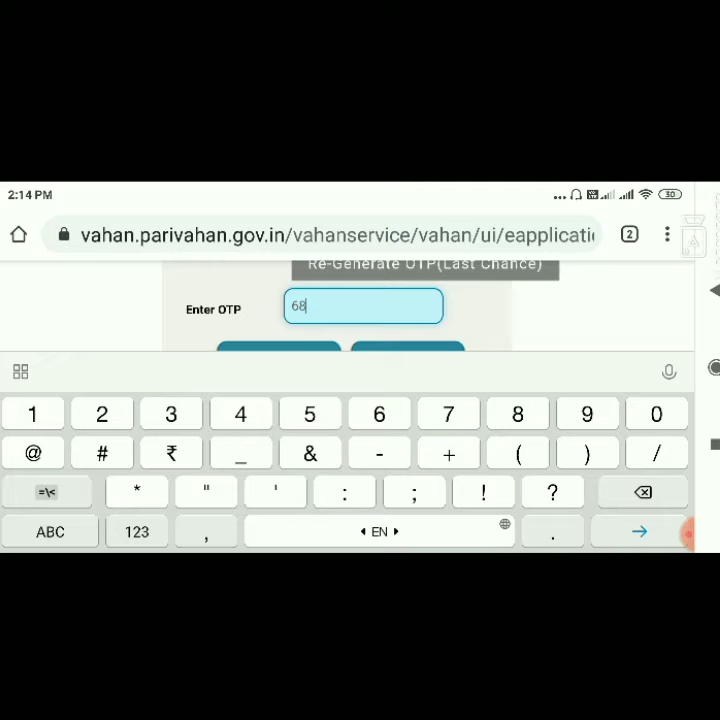 2:14 PM
30
vahan.parivahan.gov.in/vahanservice/vahan/ui/eapplicati
2
Re-Generate OTP(Last Chance)
Enter OTP
68
1 2 3 4 5 6 7 8 9 0
@ # ₹ _ & - + ( ) /
=\< * " ' : ; ! ?
ABC 123 , EN .